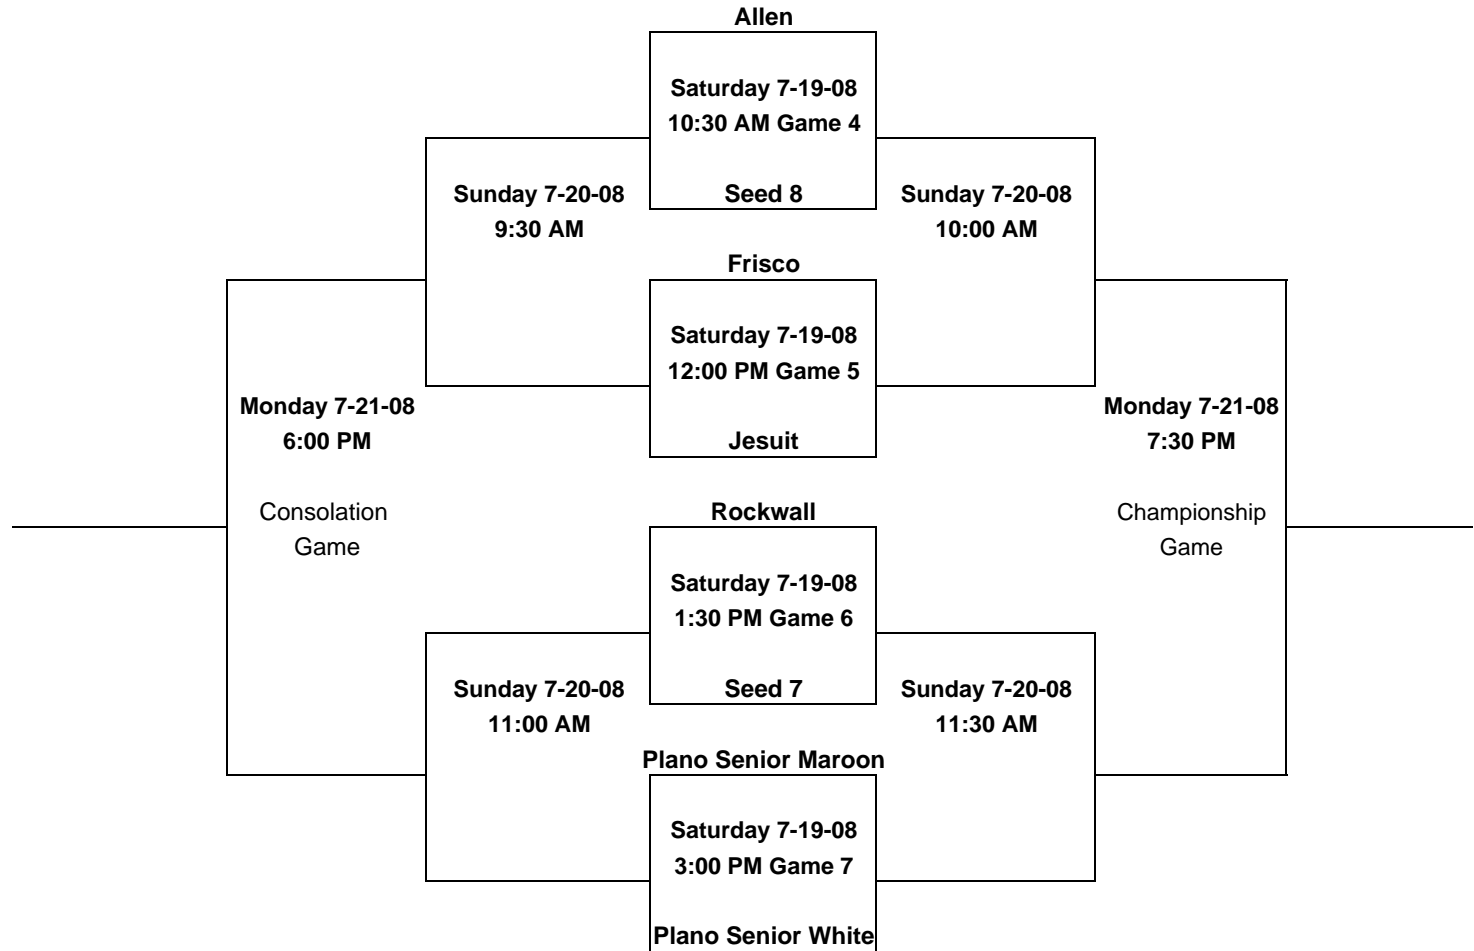 Allen
Saturday 7-19-08
10:30 AM Game 4
Sunday 7-20-08
9:30 AM
Seed 8
Sunday 7-20-08
10:00 AM
Frisco
Saturday 7-19-08
12:00 PM Game 5
Monday 7-21-08
6:00 PM
Jesuit
Monday 7-21-08
7:30 PM
Consolation
Game
Rockwall
Championship
Game
Saturday 7-19-08
1:30 PM Game 6
Sunday 7-20-08
11:00 AM
Seed 7
Sunday 7-20-08
11:30 AM
Plano Senior Maroon
Saturday 7-19-08
3:00 PM Game 7
Plano Senior White